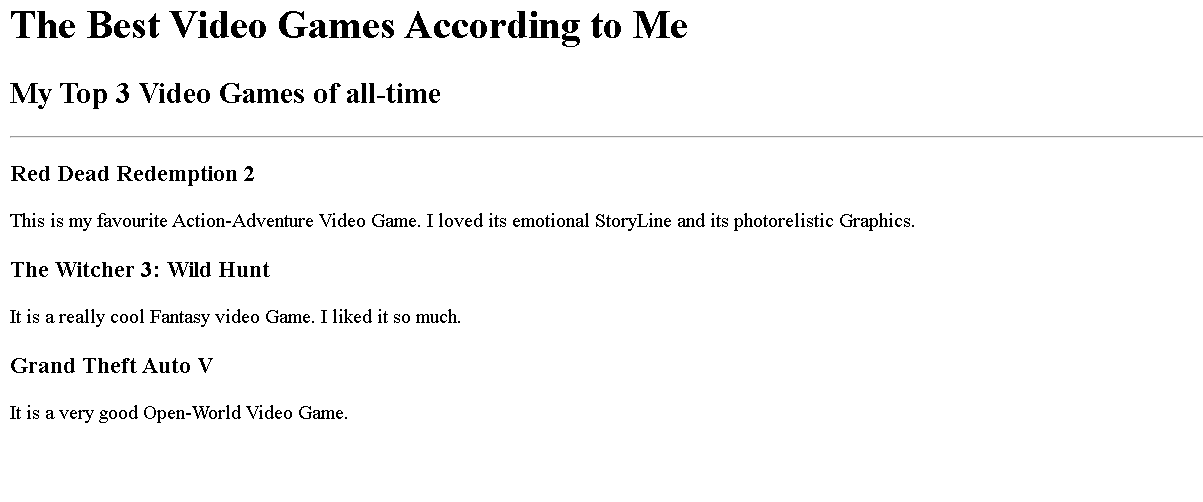 The Best Video Games According to Me
My Top 3 Video Games of all-time
Red Dead Redemption 2
This is my favourite Action-Adventure Video Game. I loved its emotional StoryLine and its photorelistic Graphics.
The Witcher 3: Wild Hunt
It is a really cool Fantasy video Game. I liked it so much.
Grand Theft Auto V
It is a very good Open-World Video Game.